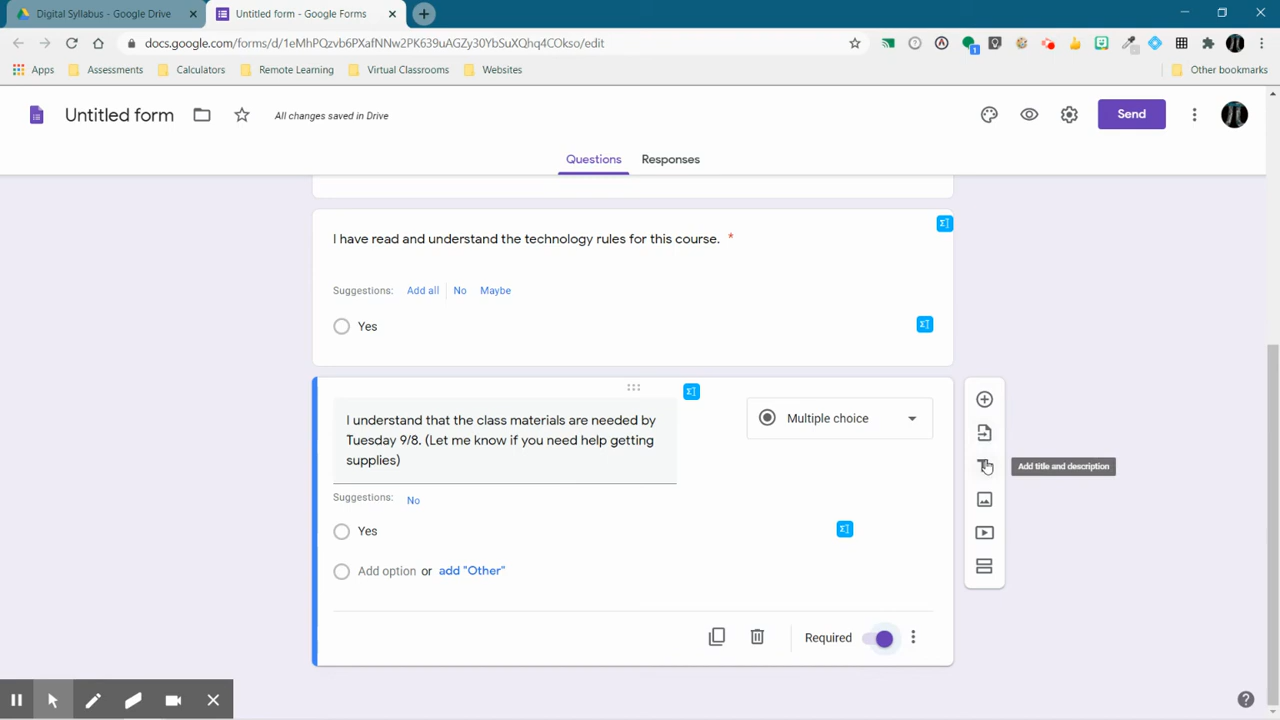 Digital Syllabus - Google Drive
Untitled form - Google Forms
docs.google.com/forms/d/1eMhPQzvb6PXafNNw2PK639uAGZy30YbSuXQhq4COkso/edit
1
Apps
Assessments
Calculators
Remote Learning
Virtual Classrooms
Websites
Other bookmarks
Untitled form
All changes saved in Drive
Send
Questions
Responses
I have read and understand the technology rules for this course. *
Suggestions: Add all No Maybe
Yes
I understand that the class materials are needed by
Tuesday 9/8. (Let me know if you need help getting
supplies)
Multiple choice
Add title and description
Suggestions: No
Yes
Add option or add "Other"
Required